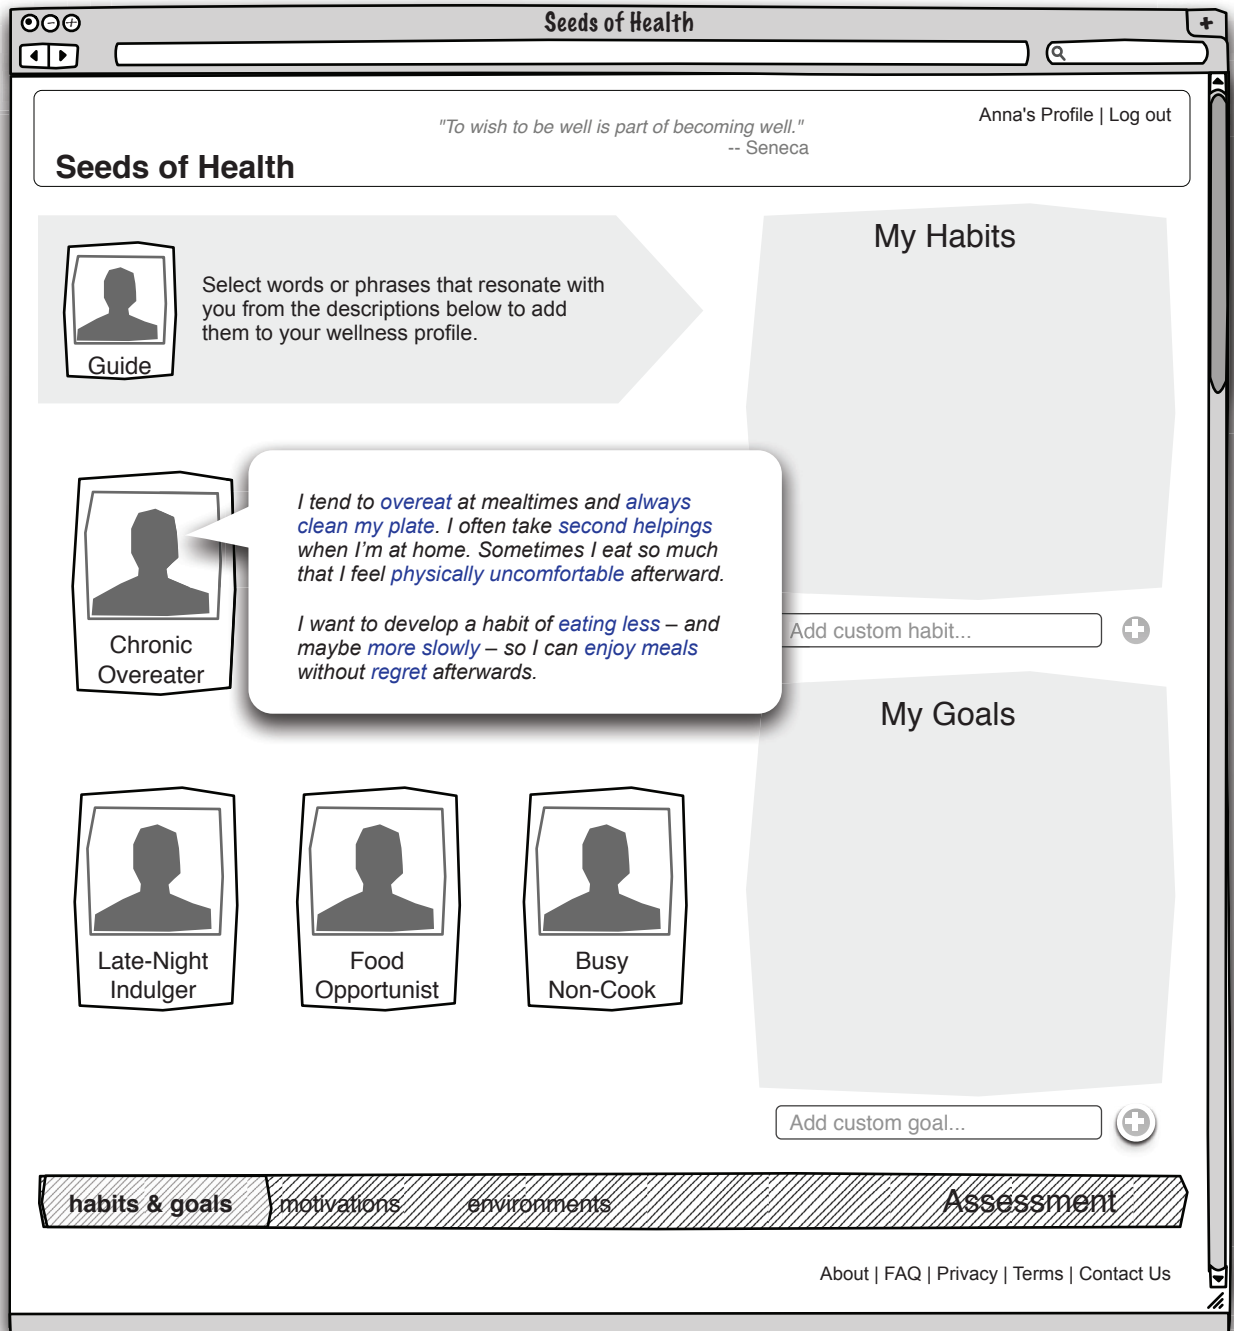 Seeds of Health
Anna's Profile | Log out
"To wish to be well is part of becoming well."
-- Seneca
Seeds of Health
Guide
Select words or phrases that resonate with
you from the descriptions below to add
them to your wellness profile.
My Habits
Chronic
Overeater
I tend to overeat at mealtimes and always
clean my plate. I often take second helpings
when I'm at home. Sometimes I eat so much
that I feel physically uncomfortable afterward.
I want to develop a habit of eating less – and
maybe more slowly – so I can enjoy meals
without regret afterwards.
Add custom habit...
My Goals
Late-Night
Indulger
Food
Opportunist
Busy
Non-Cook
Add custom goal...
habits & goals motivations environments Assessment
About | FAQ | Privacy | Terms | Contact Us